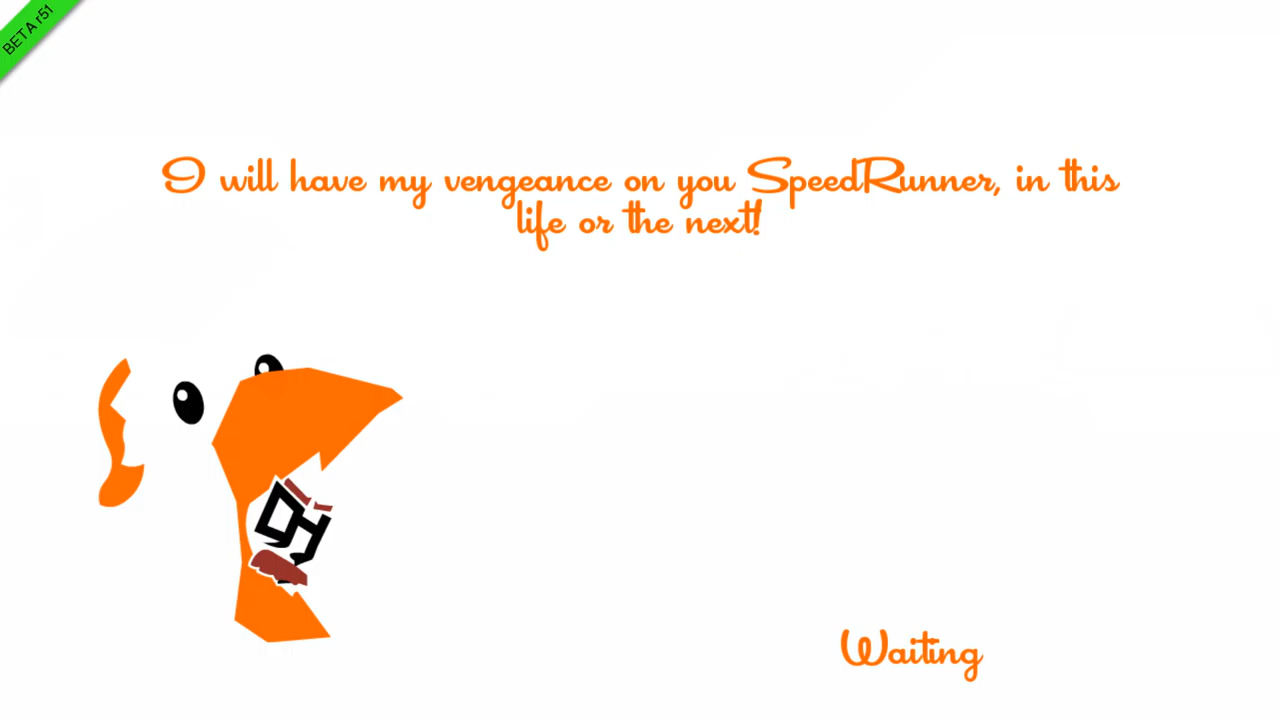 BETA r51
I will have my vengeance on you SpeedRunner, in this
life or the next!
Waiting